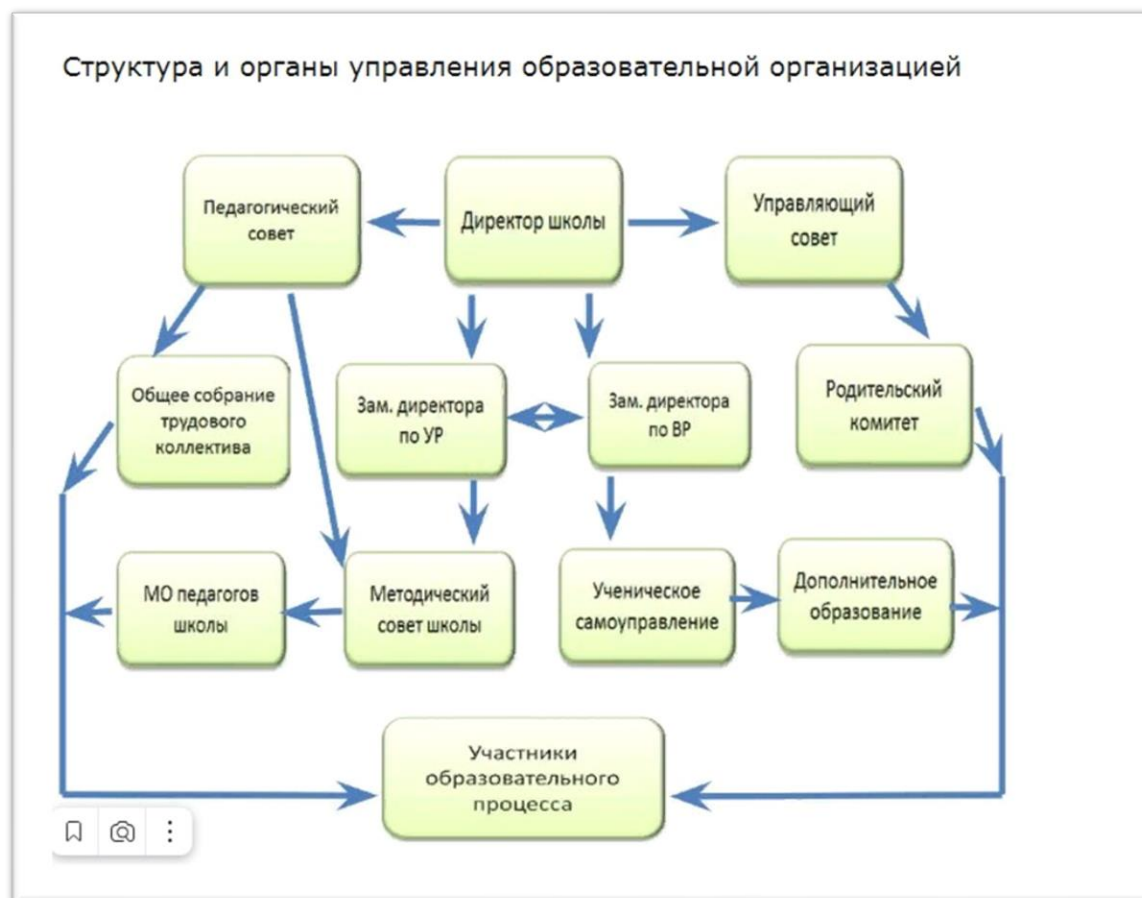 Структура и органы управления образовательной организацией
Педагогический
совет
Директор школы
Управляющий
совет
Общее собрание
трудового
коллектива
Зам. директора
по УР
Зам. директора
по ВР
Родительский
комитет
МО педагогов
школы
Методический
совет школы
Ученическое
самоуправление
Дополнительное
образование
Участники
образовательного
процесса